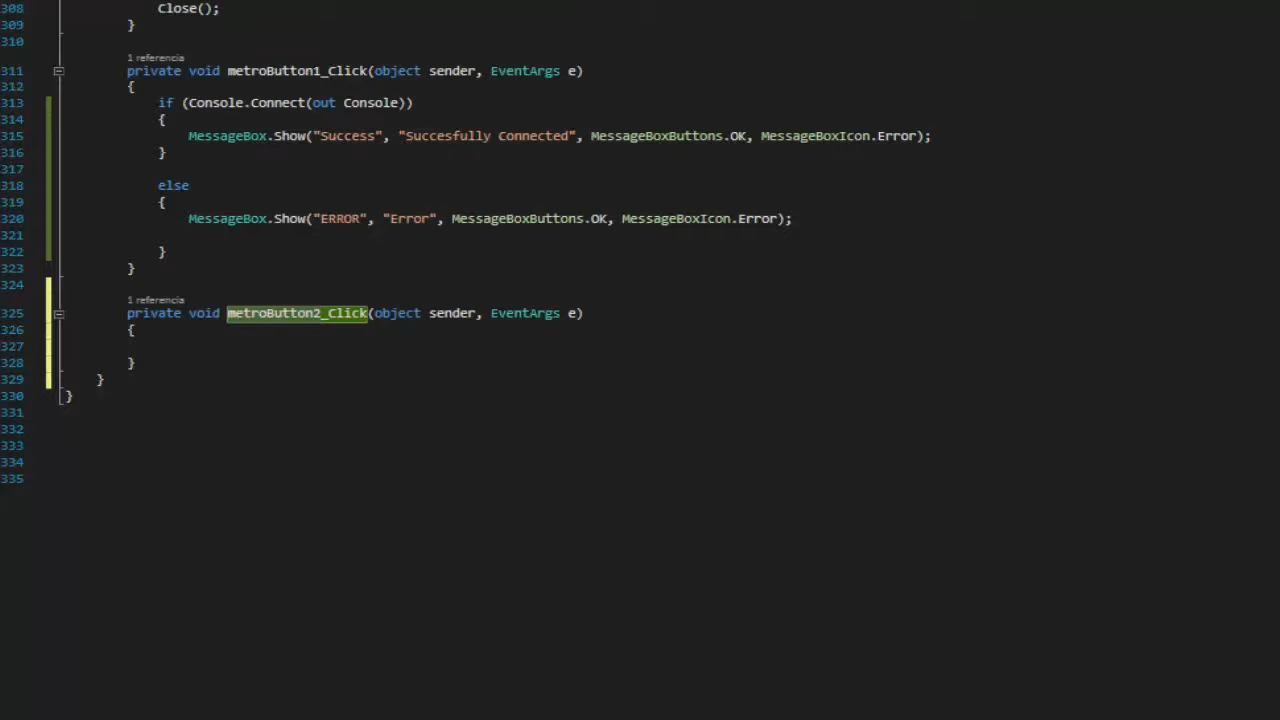 308 Close();
309 }
310
1 referencia
311 private void metroButton1_Click(object sender, EventArgs e)
312 {
313 if (Console.Connect(out Console))
314 {
315 MessageBox.Show("Success", "Succesfully Connected", MessageBoxButtons.OK, MessageBoxIcon.Error);
316 }
317
318 else
319 {
320 MessageBox.Show("ERROR", "Error", MessageBoxButtons.OK, MessageBoxIcon.Error);
321
322 }
323 }
324
1 referencia
325 private void metroButton2_Click(object sender, EventArgs e)
326 {
327
328 }
329 }
330 }
331
332
333
334
335